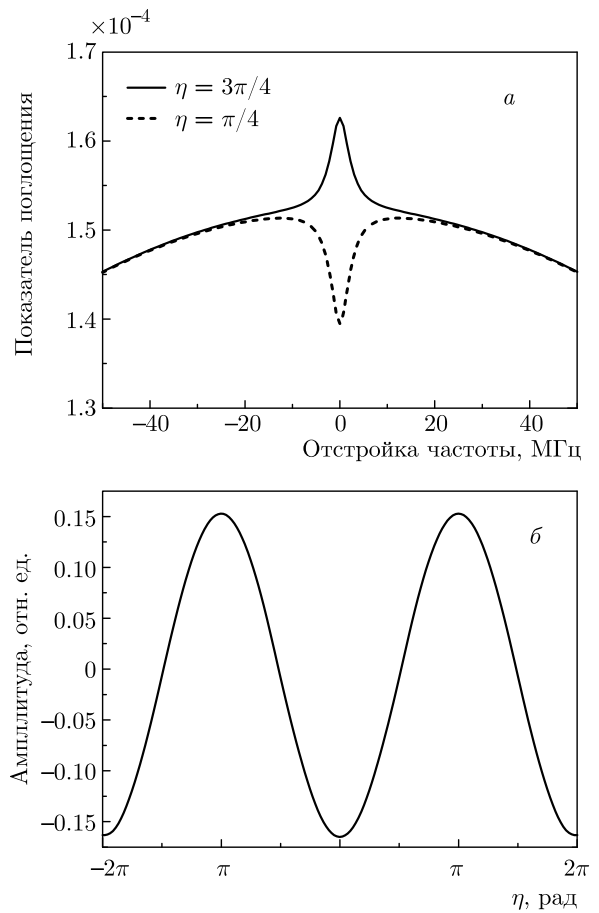 ×10⁻⁴
1.7
η = 3π/4
a
η = π/4
1.6
1.5
1.4
1.3
Показатель поглощения
−40 −20 0 20 40
Отстройка частоты, МГц
0.15
б
0.10
0.05
0
−0.05
−0.10
−0.15
Ампллитуда, отн. ед.
−2π π π 2π
η, рад